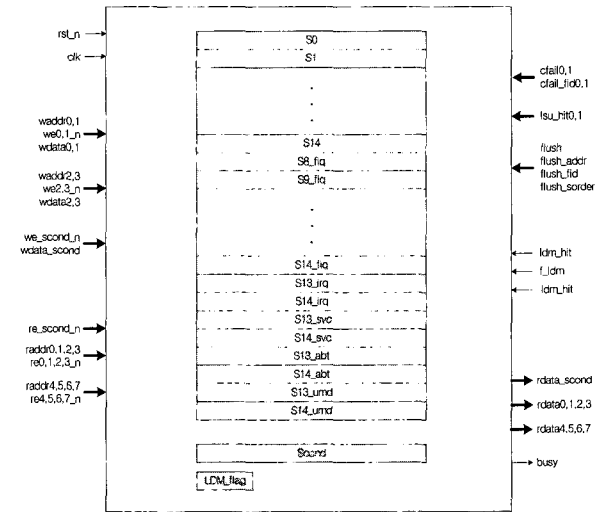 rst_n
clk
waddr0,1
we0,1_n
wdata0,1
waddr2,3
we2,3_n
wdata2,3
we_scond_n
wdata_scond
re_scond_n
raddr0,1,2,3
re0,1,2,3_n
raddr4,5,6,7
re4,5,6,7_n
S0
S1
S14
S8_fiq
S9_fiq
S14_fiq
S13_irq
S14_irq
S13_svc
S14_svc
S13_abt
S14_abt
S13_umd
S14_umd
Scond
LDM_flag
cfail0,1
cfail_fid0,1
lsu_hit0,1
flush
flush_addr
flush_fid
flush_sorder
ldm_hit
f_ldm
ldm_hit
rdata_scond
rdata0,1,2,3
rdata4,5,6,7
busy